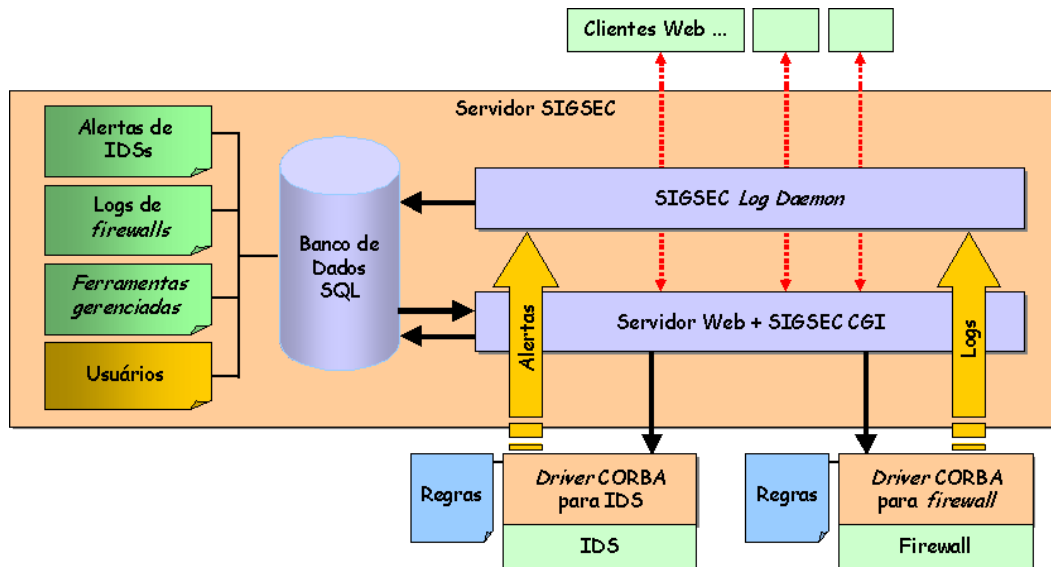 Clientes Web ...
Servidor SIGSEC
Alertas de
IDSs
Logs de
firewalls
Ferramentas
gerenciadas
Usuários
Banco de
Dados
SQL
SIGSEC Log Daemon
Servidor Web + SIGSEC CGI
Alertas
Logs
Regras
Driver CORBA
para IDS
IDS
Regras
Driver CORBA
para firewall
Firewall